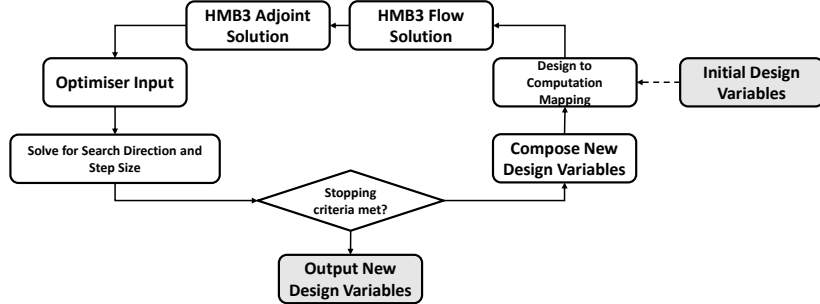 HMB3 Adjoint
Solution
HMB3 Flow
Solution
Optimiser Input
Design to
Computation
Mapping
Initial Design
Variables
Solve for Search Direction and
Step Size
Compose New
Design Variables
Stopping
criteria met?
Output New
Design Variables